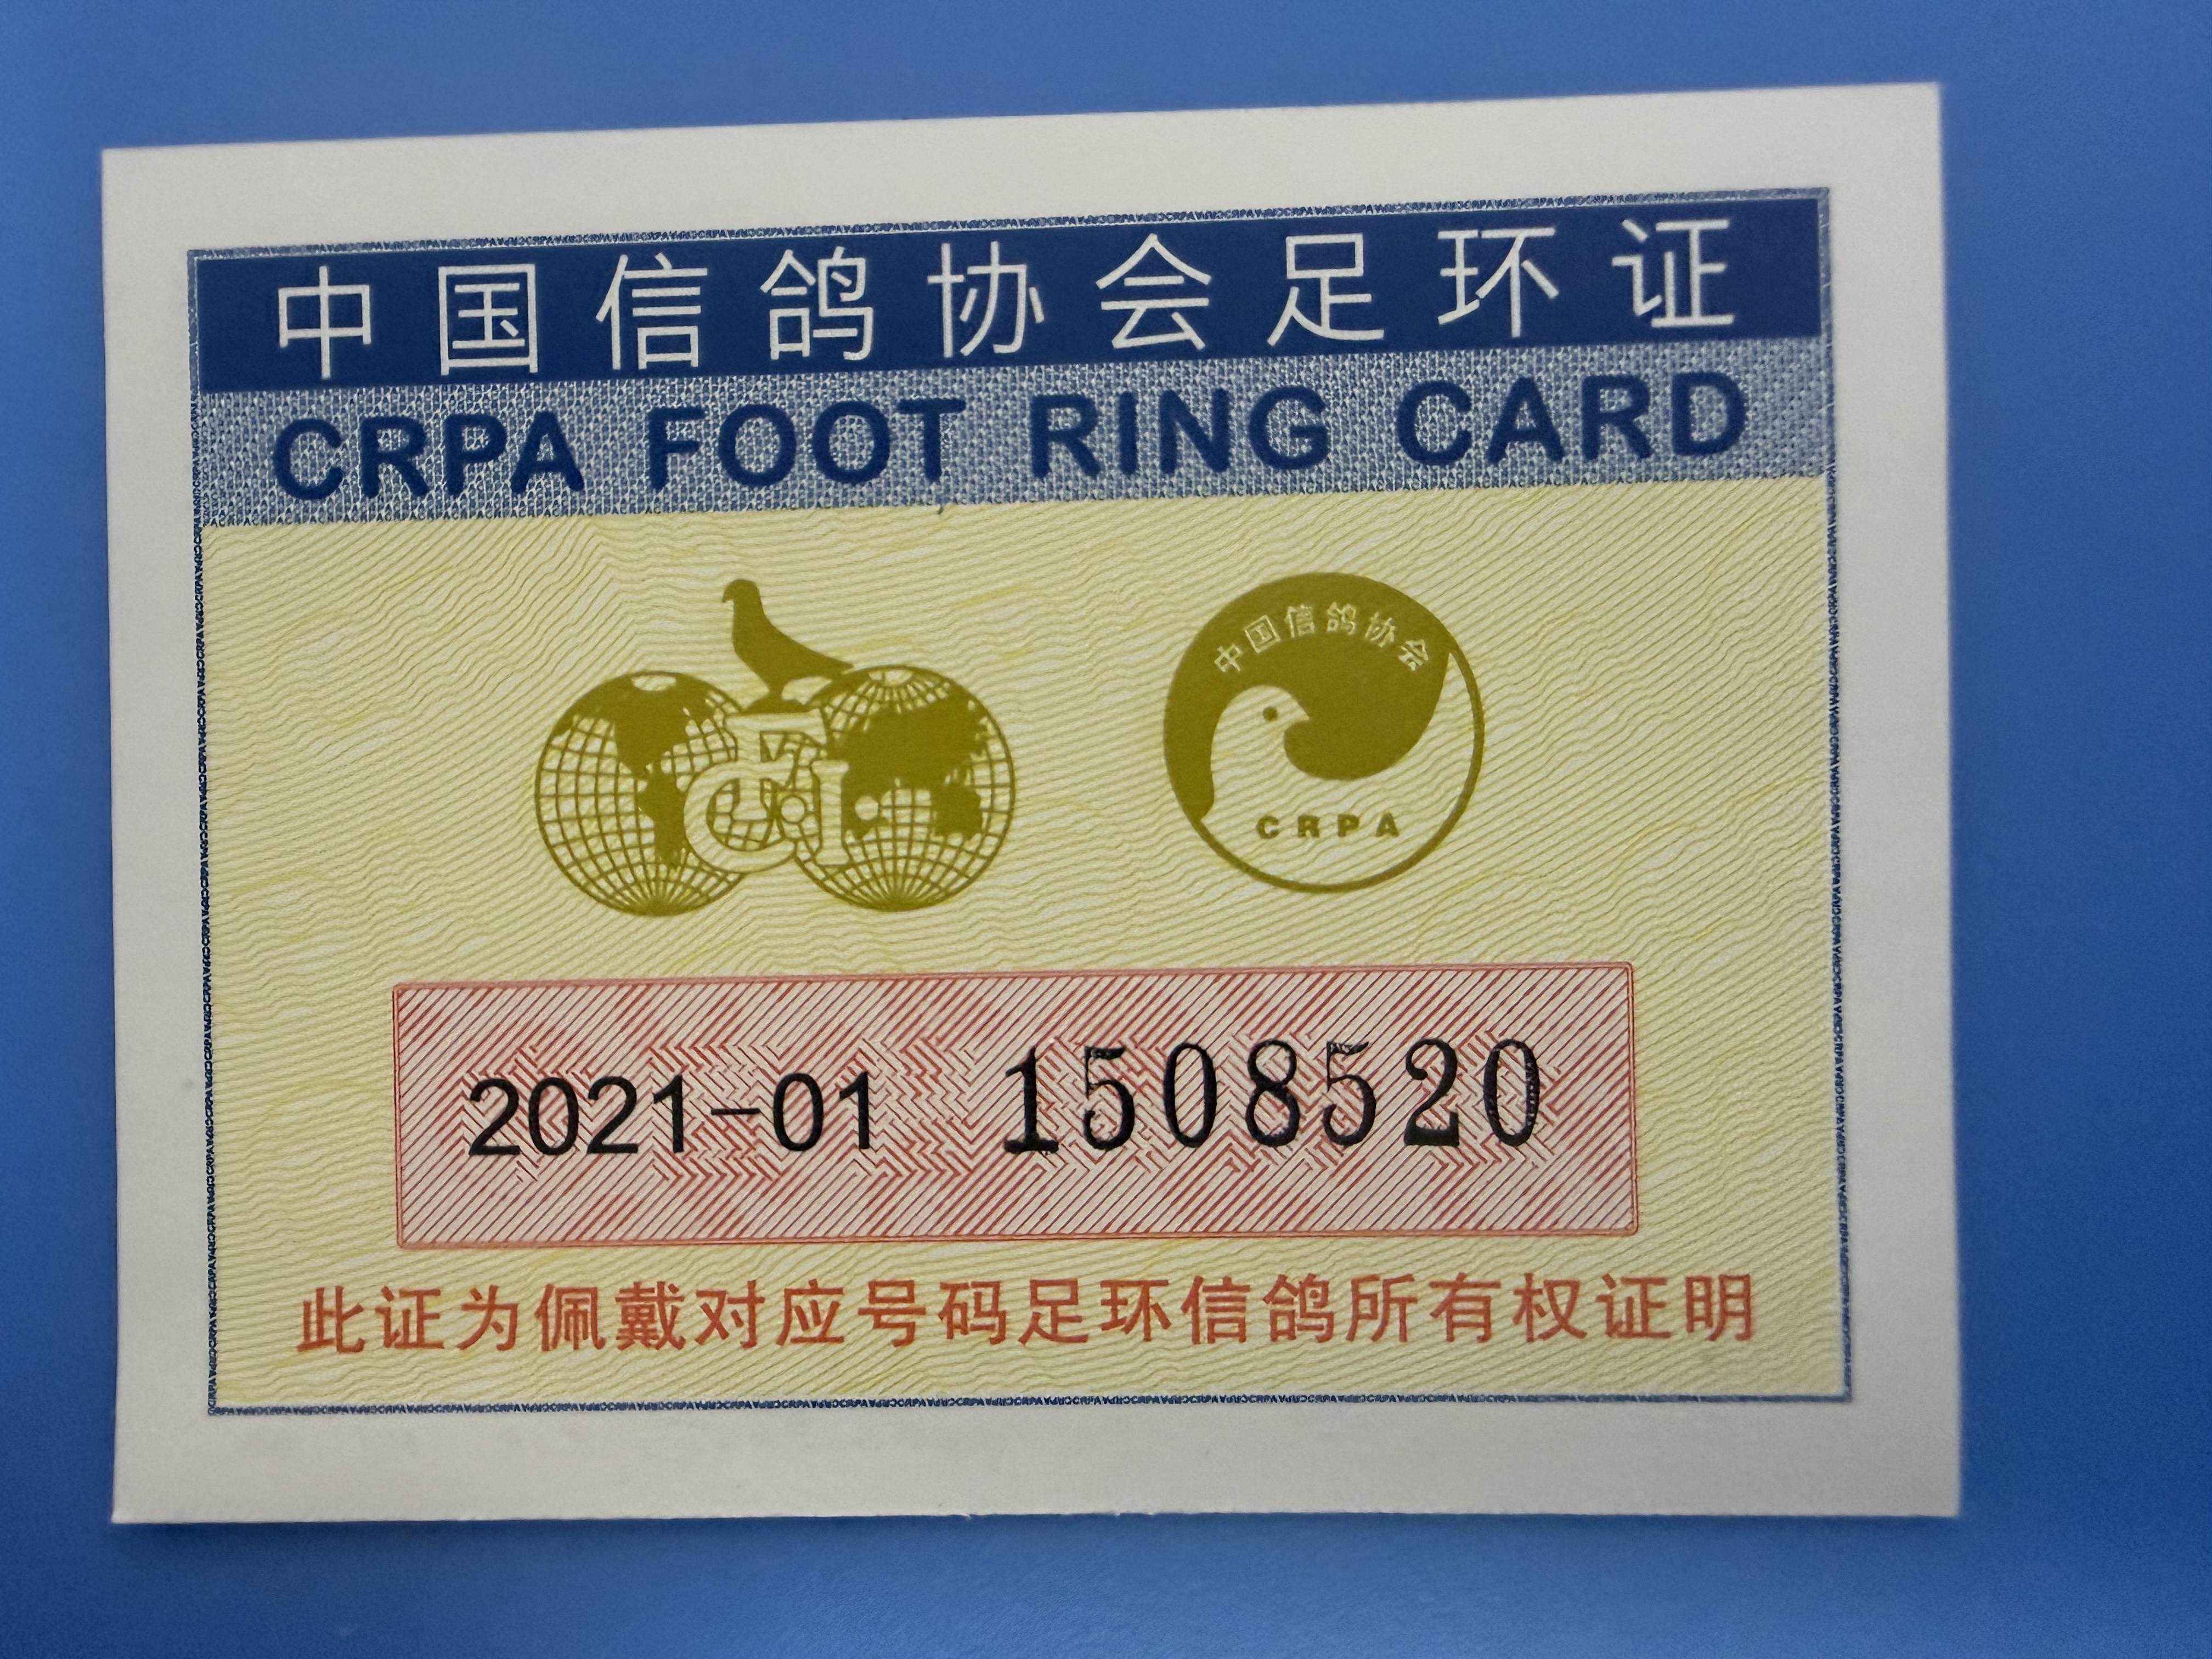 中国信鸽协会足环证
CRPA FOOT RING CARD
中国信鸽协会
CRPA
2021-01 1508520
此证为佩戴对应号码足环信鸽所有权证明